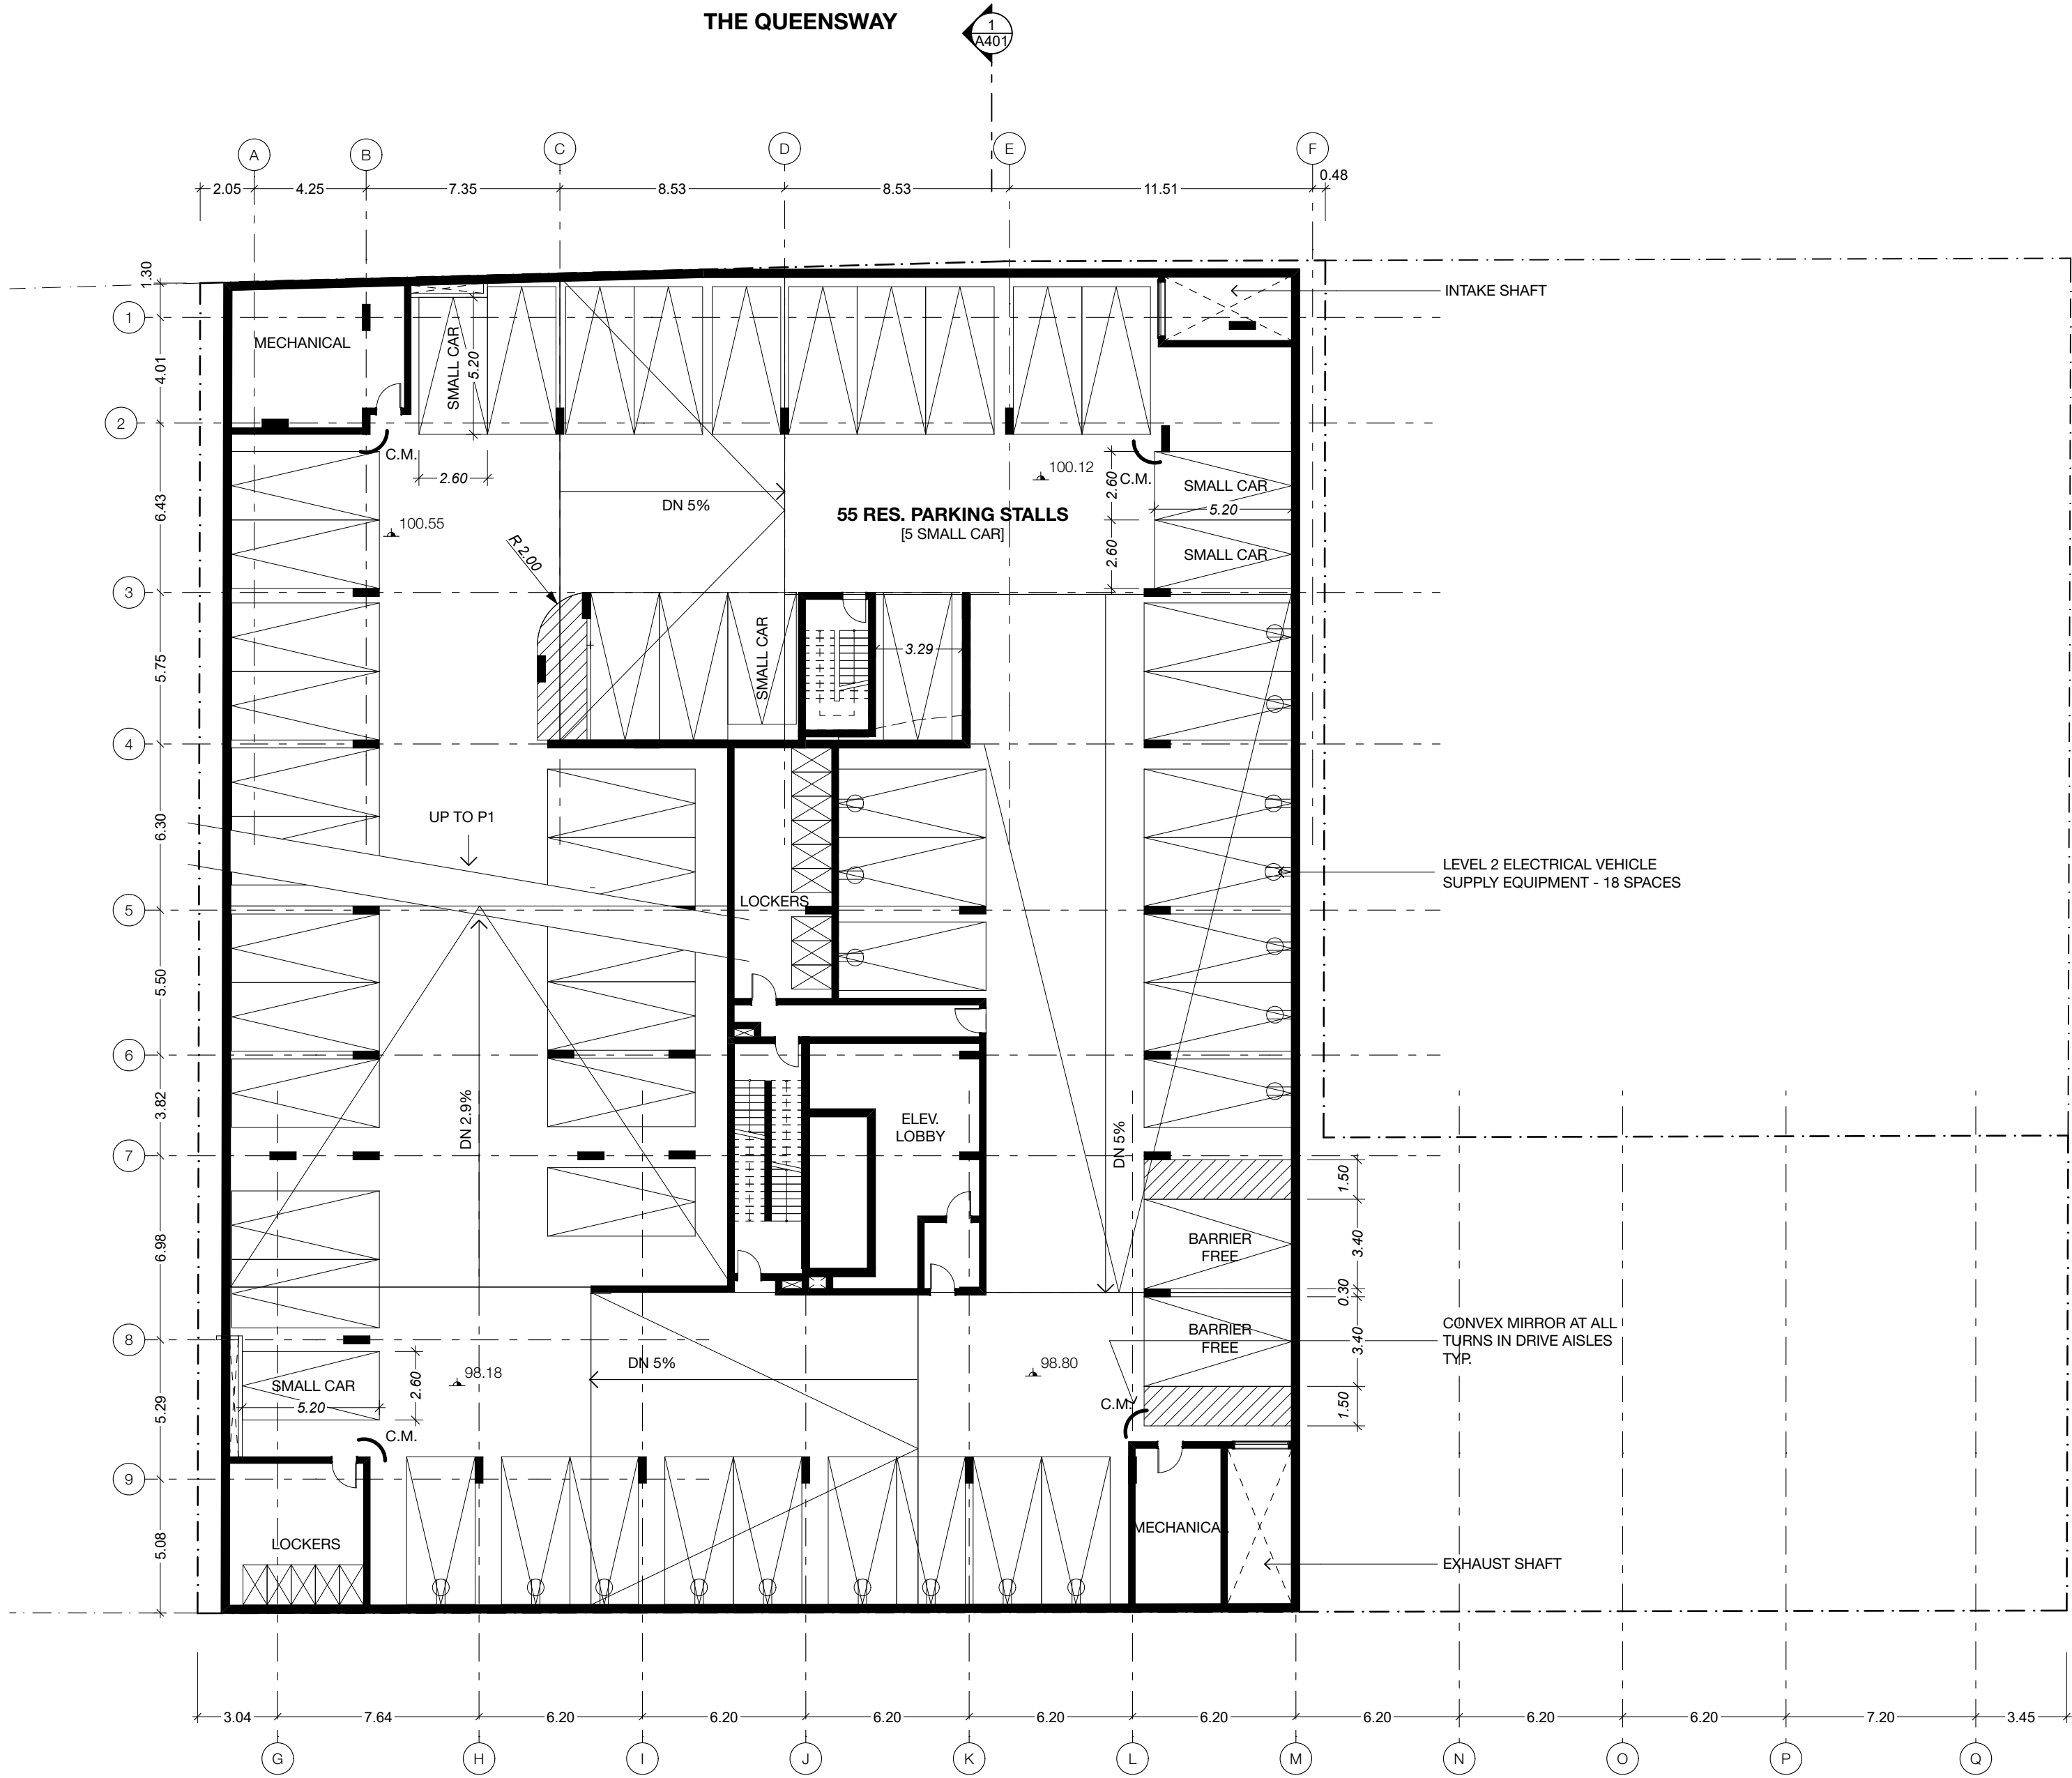 THE QUEENSWAY
1
A401
A
B
C
D
E
F
2.05
4.25
7.35
8.53
8.53
11.51
0.48
1.30
INTAKE SHAFT
1
MECHANICAL
SMALL CAR
5.20
4.01
2
C.M.
2.60
100.12
C.M.
2.60
SMALL CAR
5.20
6.43
100.55
DN 5%
55 RES. PARKING STALLS
[5 SMALL CAR]
R 2.00
2.60
SMALL CAR
3
SMALL CAR
3.29
5.75
4
UP TO P1
6.30
LEVEL 2 ELECTRICAL VEHICLE
SUPPLY EQUIPMENT - 18 SPACES
LOCKERS
5
5.50
6
3.82
DN 2.9%
ELEV.
LOBBY
DN 5%
7
1.50
6.98
BARRIER
FREE
3.40
0.30
8
BARRIER
FREE
3.40
CONVEX MIRROR AT ALL
TURNS IN DRIVE AISLES
TYP.
98.18
DN 5%
98.80
SMALL CAR
5.20
2.60
C.M.
1.50
5.29
C.M.
9
MECHANICAL
5.08
LOCKERS
EXHAUST SHAFT
3.04
7.64
6.20
6.20
6.20
6.20
6.20
6.20
6.20
6.20
7.20
3.45
G
H
I
J
K
L
M
N
O
P
Q